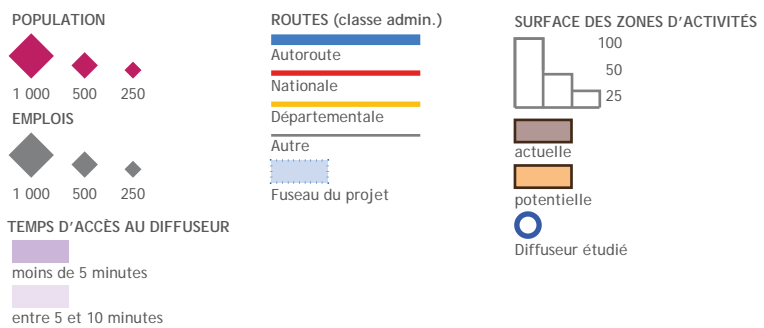 POPULATION
1 000 500 250
EMPLOIS
1 000 500 250
TEMPS D'ACCÈS AU DIFFUSEUR
moins de 5 minutes
entre 5 et 10 minutes
ROUTES (classe admin.)
Autoroute
Nationale
Départementale
Autre
Fuseau du projet
SURFACE DES ZONES D'ACTIVITÉS
100
50
25
actuelle
potentielle
Diffuseur étudié